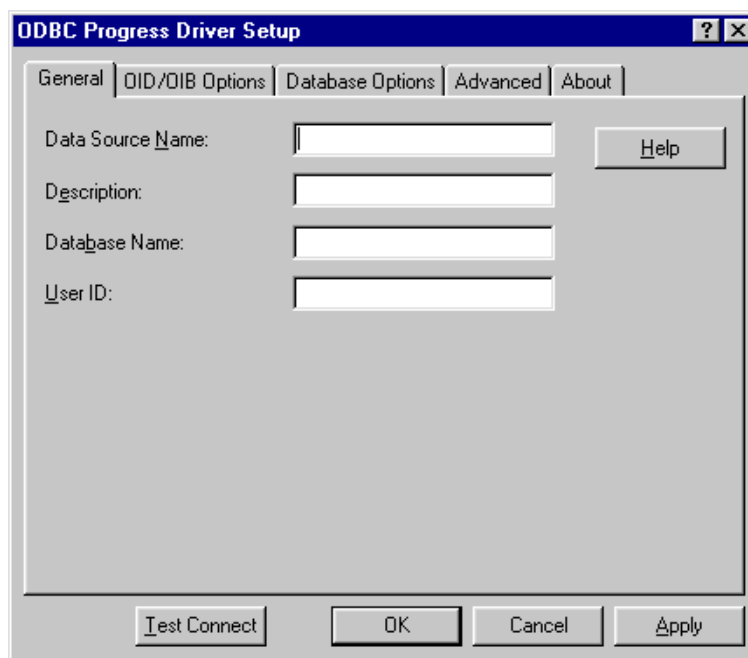 ODBC Progress Driver Setup ? X
General OID/OIB Options Database Options Advanced About
Data Source Name: Help
Description:
Database Name:
User ID:
Test Connect OK Cancel Apply